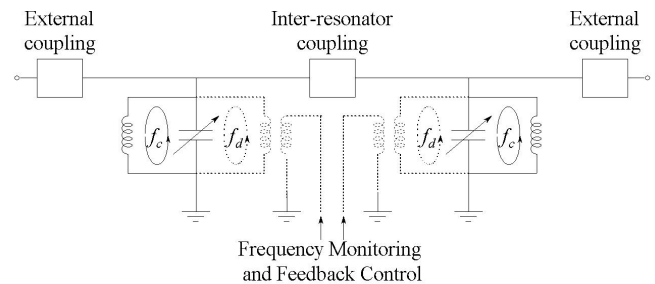 External
coupling
Inter-resonator
coupling
External
coupling
fc
fd
fd
fc
Frequency Monitoring
and Feedback Control